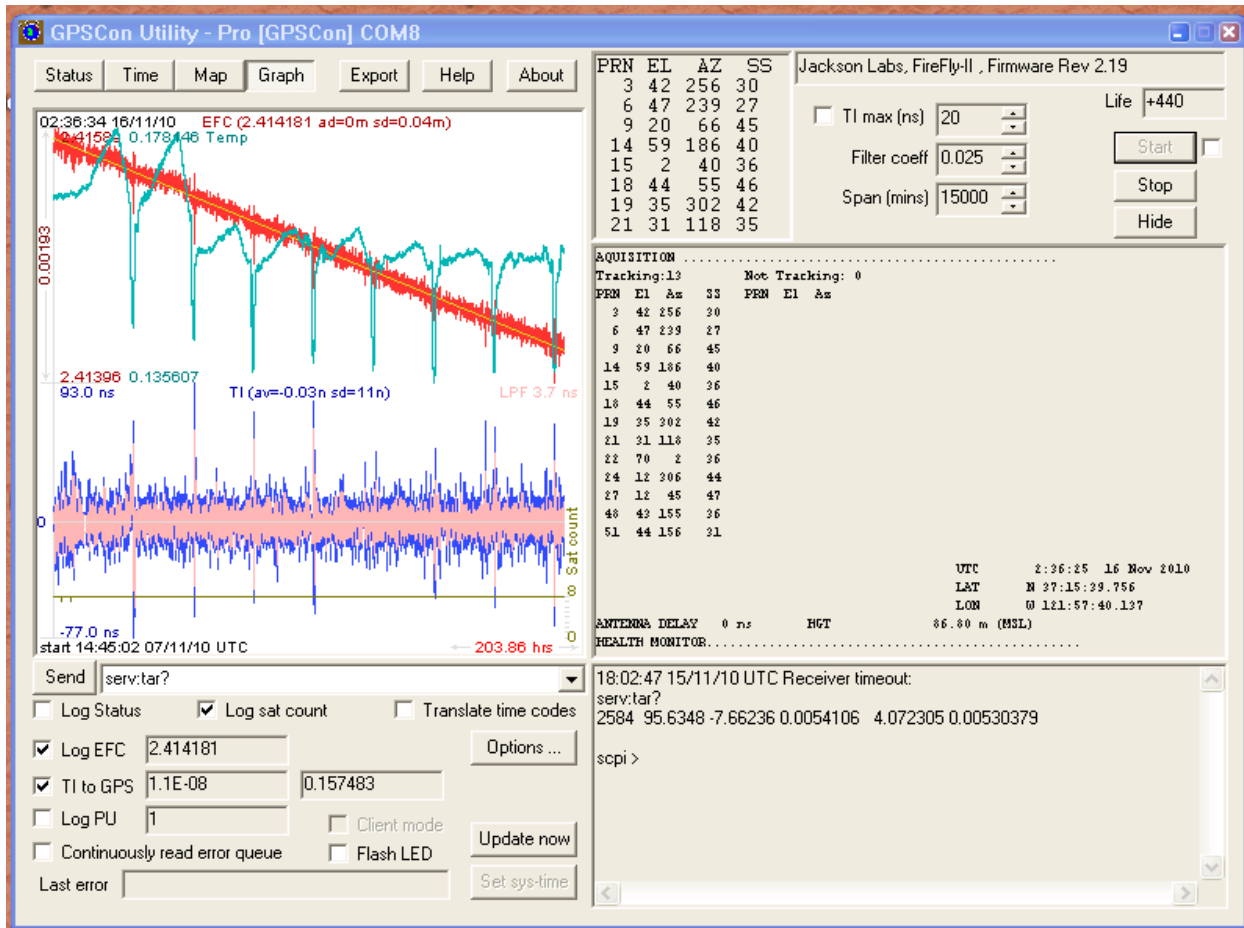 GPSCon Utility - Pro [GPSCon] COM8
Status Time Map Graph Export Help About
02:36:34 16/11/10 EFC (2.414181 ad=0m sd=0.04m)
2.41589 0.178446 Temp
0.00193
2.41396 0.135607
93.0 ns TI (av=-0.03n sd=11n) LPF 3.7 ns
0
8 Sat count
0
-77.0 ns
start 14:45:02 07/11/10 UTC 203.86 hrs
PRN EL AZ SS
3 42 256 30
6 47 239 27
9 20 66 45
14 59 186 40
15 2 40 36
18 44 55 46
19 35 302 42
21 31 118 35
Jackson Labs, FireFly-II , Firmware Rev 2.19
Life +440
TI max (ns) 20
Filter coeff 0.025
Span (mins) 15000
Start
Stop
Hide
AQUISITION ....................................................
Tracking:13 Not Tracking: 0
PRN El Az SS PRN El Az
3 42 256 30
6 47 239 27
9 20 66 45
14 59 186 40
15 2 40 36
18 44 55 46
19 35 302 42
21 31 118 35
22 70 2 36
24 12 306 44
27 12 45 47
48 43 155 36
51 44 156 31
UTC 2:36:25 16 Nov 2010
LAT N 37:15:39.756
LON W 121:57:40.137
ANTENNA DELAY 0 ns HGT 86.80 m (MSL)
HEALTH MONITOR....................................................
Send serv:tar?
Log Status Log sat count Translate time codes
Log EFC 2.414181 Options ...
TI to GPS 1.1E-08 0.157483
Log PU 1 Client mode
Update now
Continuously read error queue Flash LED
Last error Set sys-time
18:02:47 15/11/10 UTC Receiver timeout:
serv:tar?
2584 95.6348 -7.66236 0.0054106 4.072305 0.00530379
scpi >